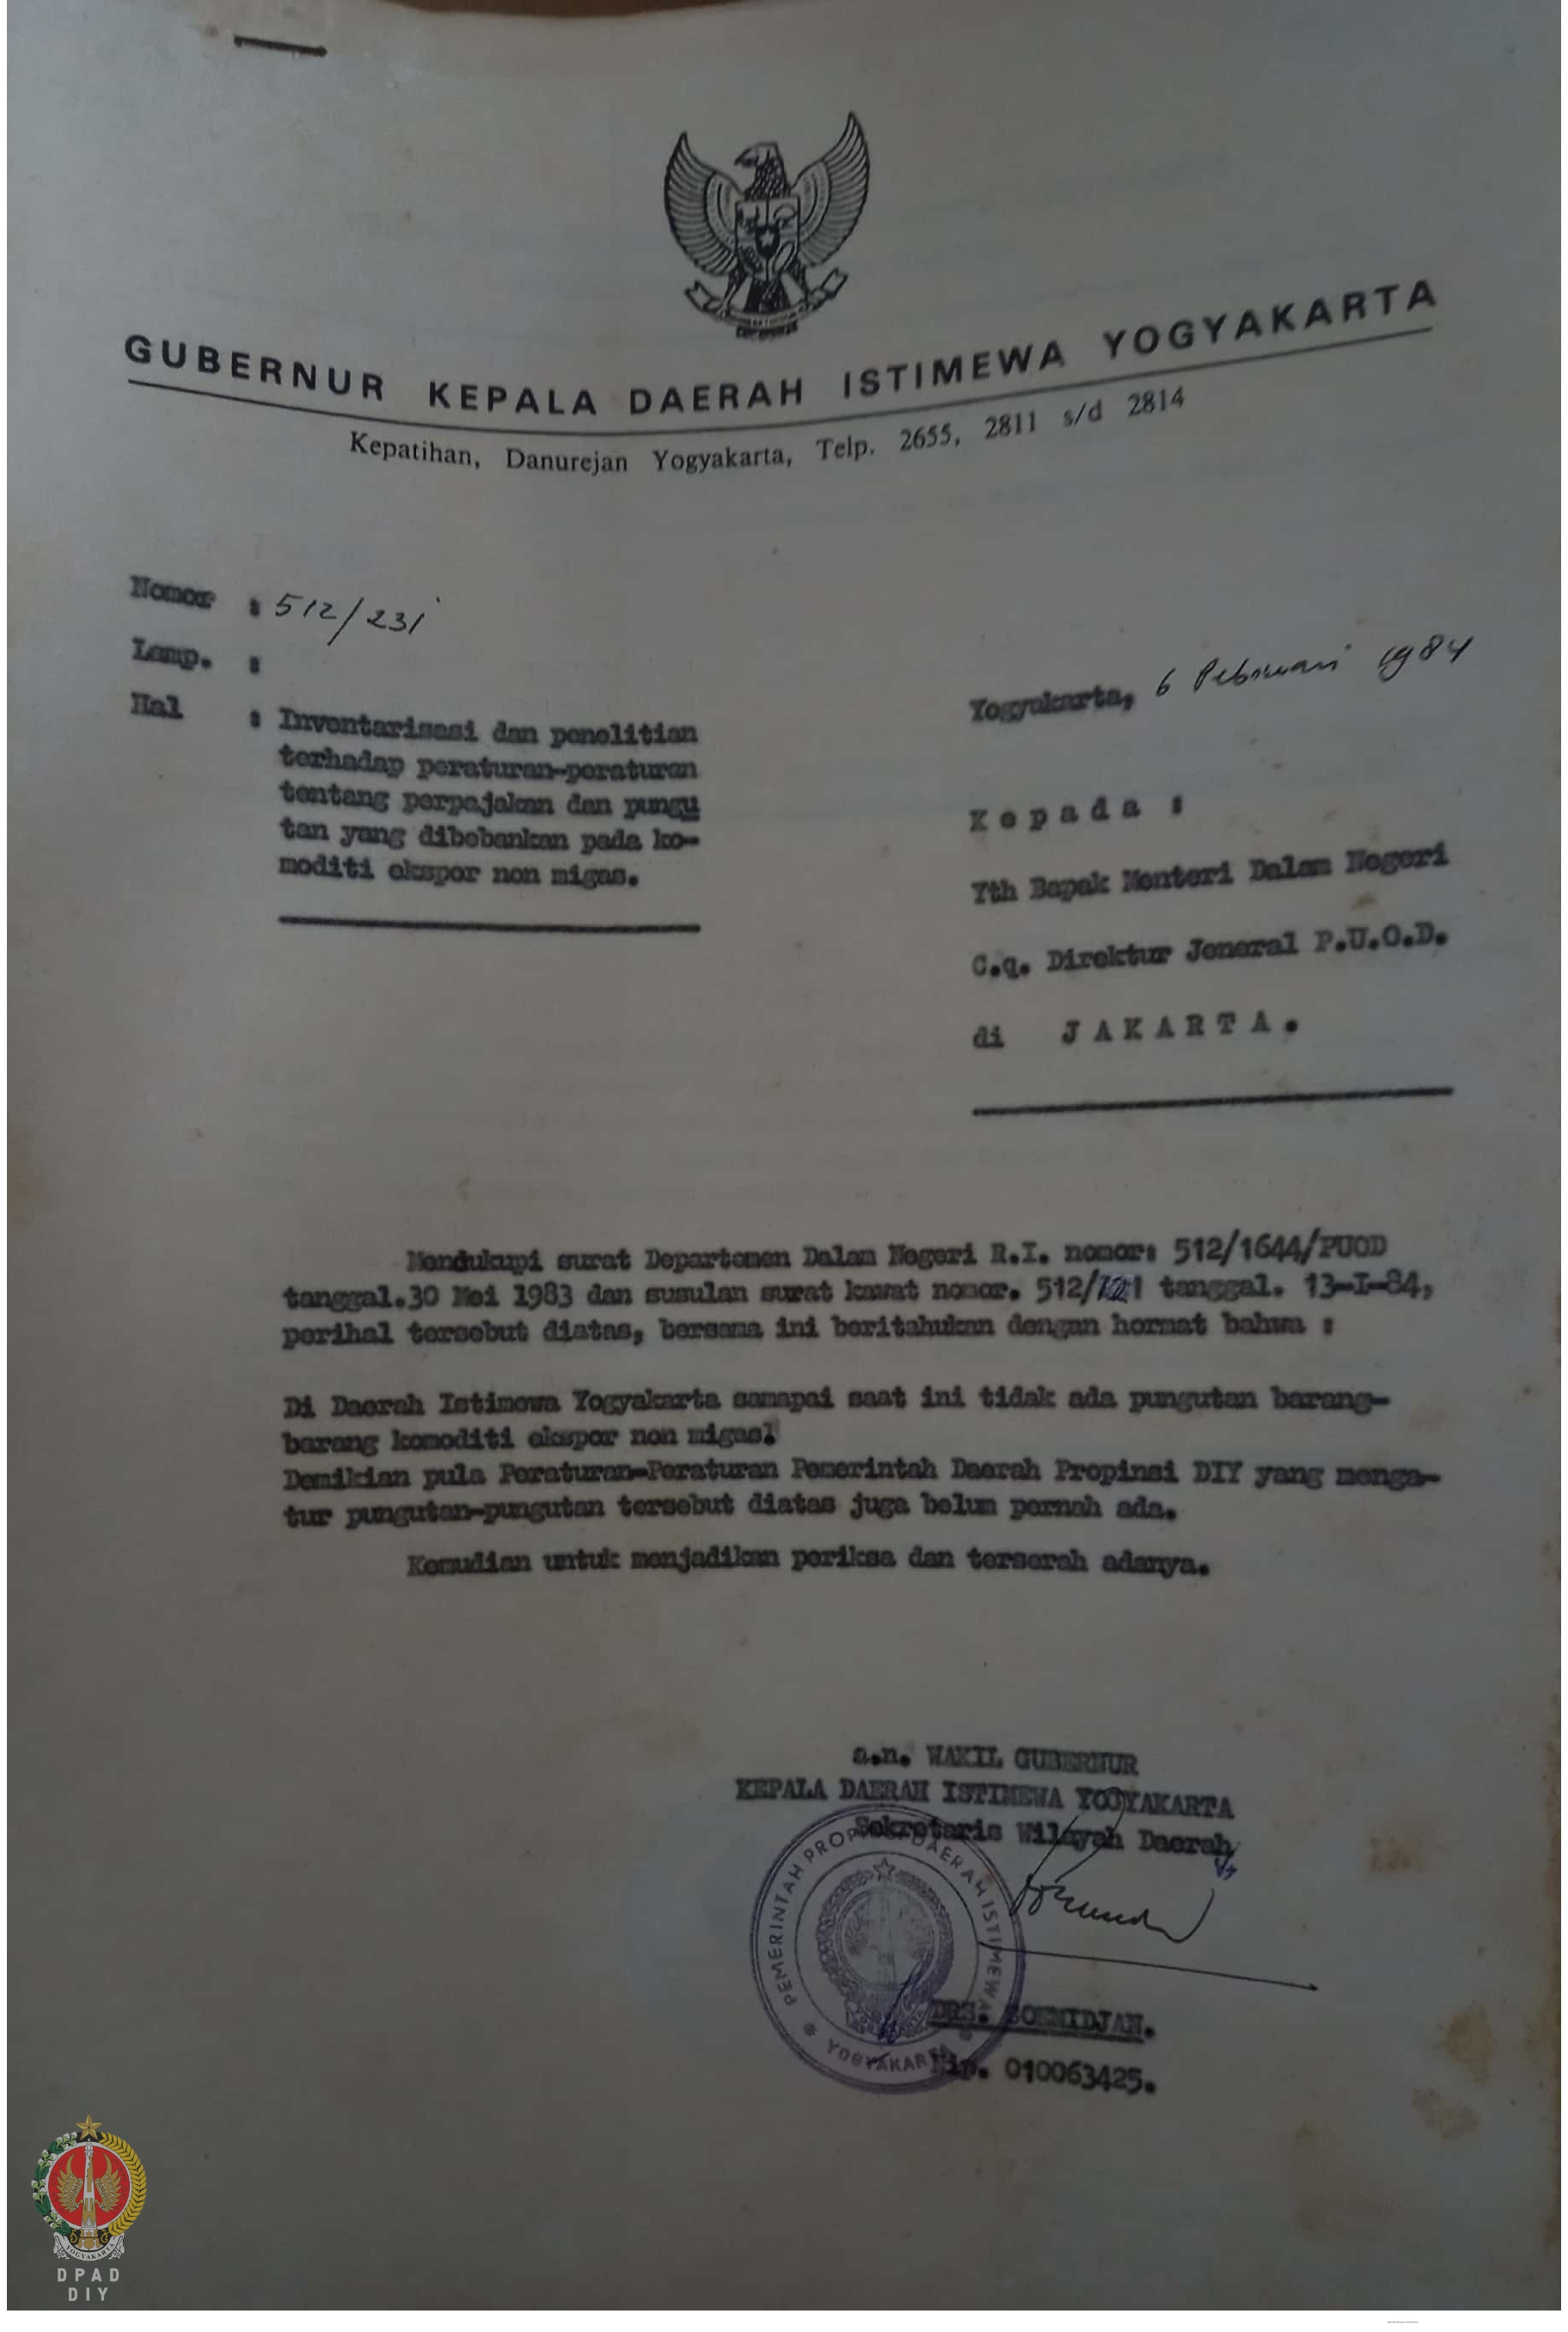 GUBERNUR KEPALA DAERAH ISTIMEWA YOGYAKARTA
Kepatihan, Danurejan Yogyakarta, Telp. 2655, 2811 s/d 2814
Nomor : 512/231
Lamp. :
Hal : Inventarisasi dan penelitian
terhadap peraturan-peraturan
tentang perpajakan dan pungu
tan yang dibebankan pada ko-
moditi ekspor non migas.
Yogyakarta, 6 Pebruari 1984
Kepada :
Yth Bapak Menteri Dalam Negeri
C.q. Direktur Jeneral P.U.O.D.
di JAKARTA.
Mendukupi surat Departemen Dalam Negeri R.I. nomor: 512/1644/PUOD
tanggal.30 Mei 1983 dan susulan surat kawat nomor. 512/121 tanggal. 13-I-84,
perihal tersebut diatas, bersama ini beritahukan dengan hormat bahwa :
Di Daerah Istimewa Yogyakarta samapai saat ini tidak ada pungutan barang-
barang komoditi ekspor non migas.
Demikian pula Peraturan-Peraturan Pemerintah Daerah Propinsi DIY yang menga-
tur pungutan-pungutan tersebut diatas juga belum pernah ada.
Kemudian untuk menjadikan periksa dan terserah adanya.
a.n. WAKIL GUBERNUR
KEPALA DAERAH ISTIMEWA YOGYAKARTA
Sekretaris Wilayah Daerah
PEMERINTAH PROPINSI DAERAH ISTIMEWA
YOGYAKARTA
DRS. SOEMIDJAN.
Nip. 010063425.
YOGYAKARTA
DPAD
DIY